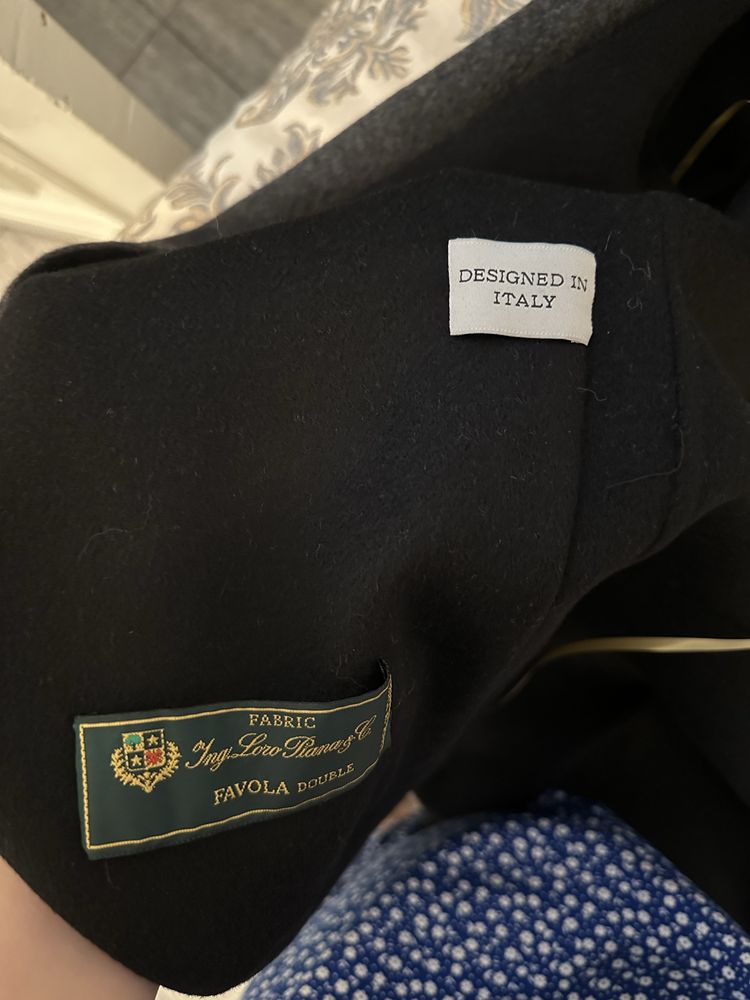 DESIGNED IN
ITALY
FABRIC
Ing. Loro Piana & C.
FAVOLA DOUBLE